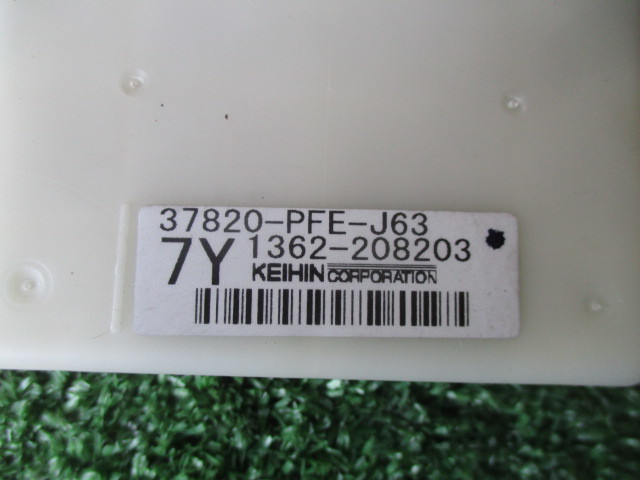 37820-PFE-J63
7Y 1362-208203
KEIHIN CORPORATION